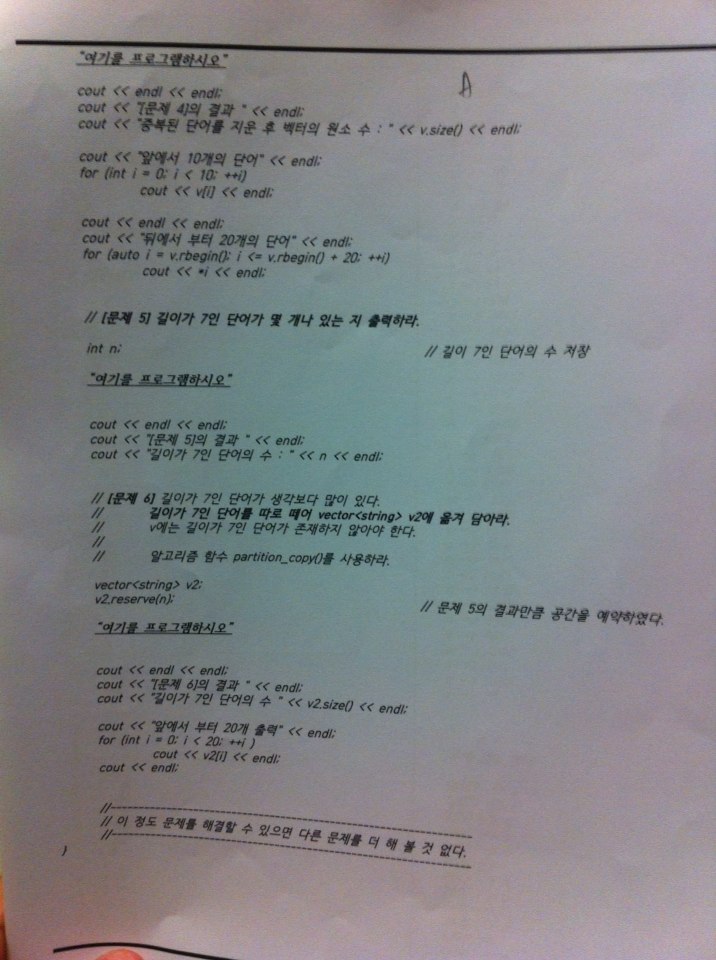 "여기를 프로그램하시오"
A
cout << endl << endl;
cout << "[문제 4]의 결과 " << endl;
cout << "중복된 단어를 지운 후 벡터의 원소 수 : " << v.size() << endl;
cout << "앞에서 10개의 단어" << endl;
for (int i = 0; i < 10; ++i)
cout << v[i] << endl;
cout << endl << endl;
cout << "뒤에서 부터 20개의 단어" << endl;
for (auto i = v.rbegin(); i <= v.rbegin() + 20; ++i)
cout << *i << endl;
// [문제 5] 길이가 7인 단어가 몇 개나 있는 지 출력하라.
int n; // 길이 7인 단어의 수 저장
"여기를 프로그램하시오"
cout << endl << endl;
cout << "[문제 5]의 결과 " << endl;
cout << "길이가 7인 단어의 수 : " << n << endl;
// [문제 6] 길이가 7인 단어가 생각보다 많이 있다.
// 길이가 7인 단어를 따로 떼어 vector<string> v2에 옮겨 담아라.
// v에는 길이가 7인 단어가 존재하지 않아야 한다.
//
// 알고리즘 함수 partition_copy()를 사용하라.
vector<string> v2;
v2.reserve(n); // 문제 5의 결과만큼 공간을 예약하였다.
"여기를 프로그램하시오"
cout << endl << endl;
cout << "[문제 6]의 결과 " << endl;
cout << "길이가 7인 단어의 수 " << v2.size() << endl;
cout << "앞에서 부터 20개 출력" << endl;
for (int i = 0; i < 20; ++i )
cout << v2[i] << endl;
cout << endl;
//----------------------------------------------------------
// 이 정도 문제를 해결할 수 있으면 다른 문제를 더 해 볼 것 없다.
//----------------------------------------------------------
}